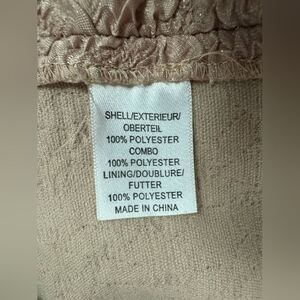 SHELL/EXTERIEUR/
OBERTEIL
100% POLYESTER
COMBO
100% POLYESTER
LINING/DOUBLURE/
FUTTER
100% POLYESTER
MADE IN CHINA